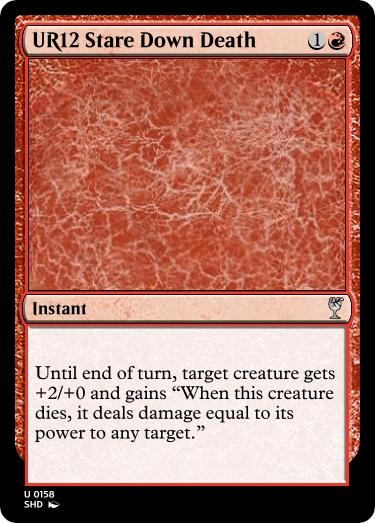 UR12 Stare Down Death 1
Instant
Until end of turn, target creature gets
+2/+0 and gains “When this creature
dies, it deals damage equal to its
power to any target.”
U 0158
SHD